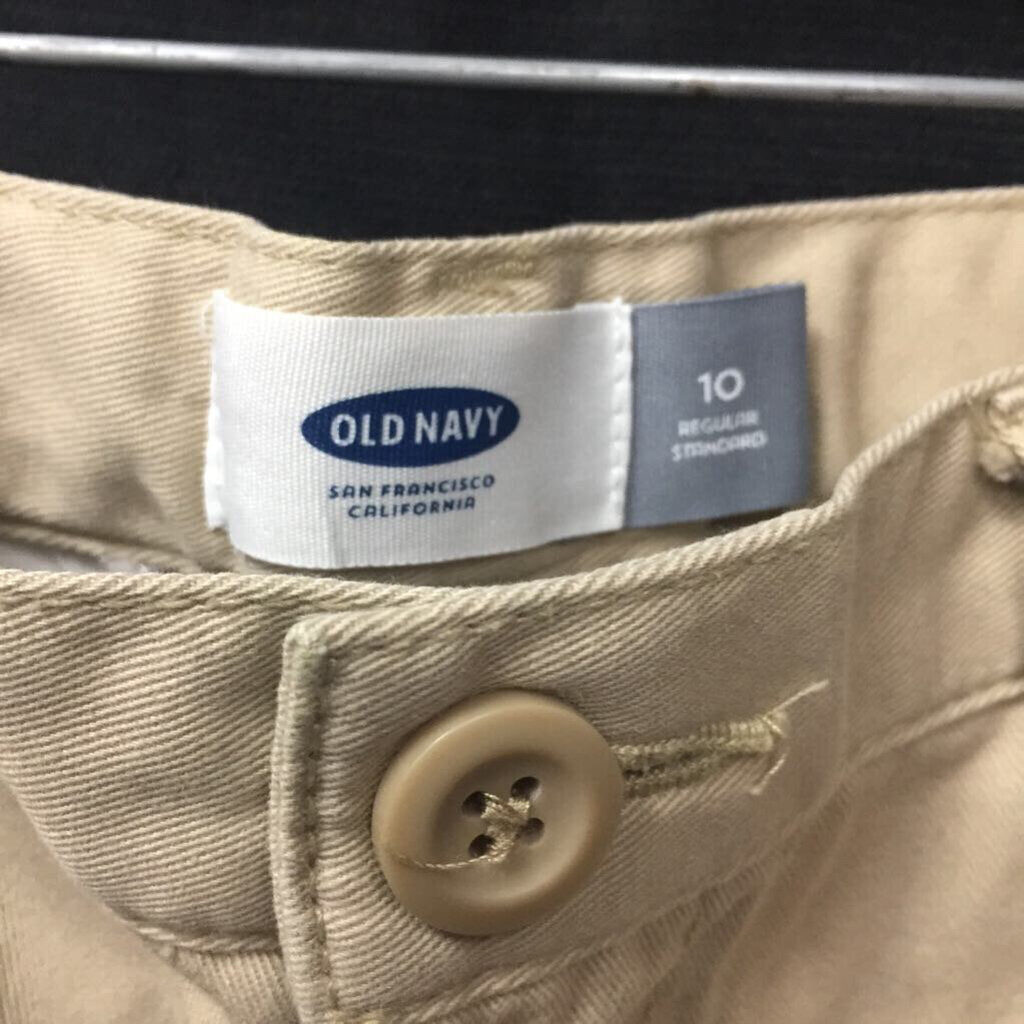 OLD NAVY
SAN FRANCISCO
CALIFORNIA
10
REGULAR
STANDARD